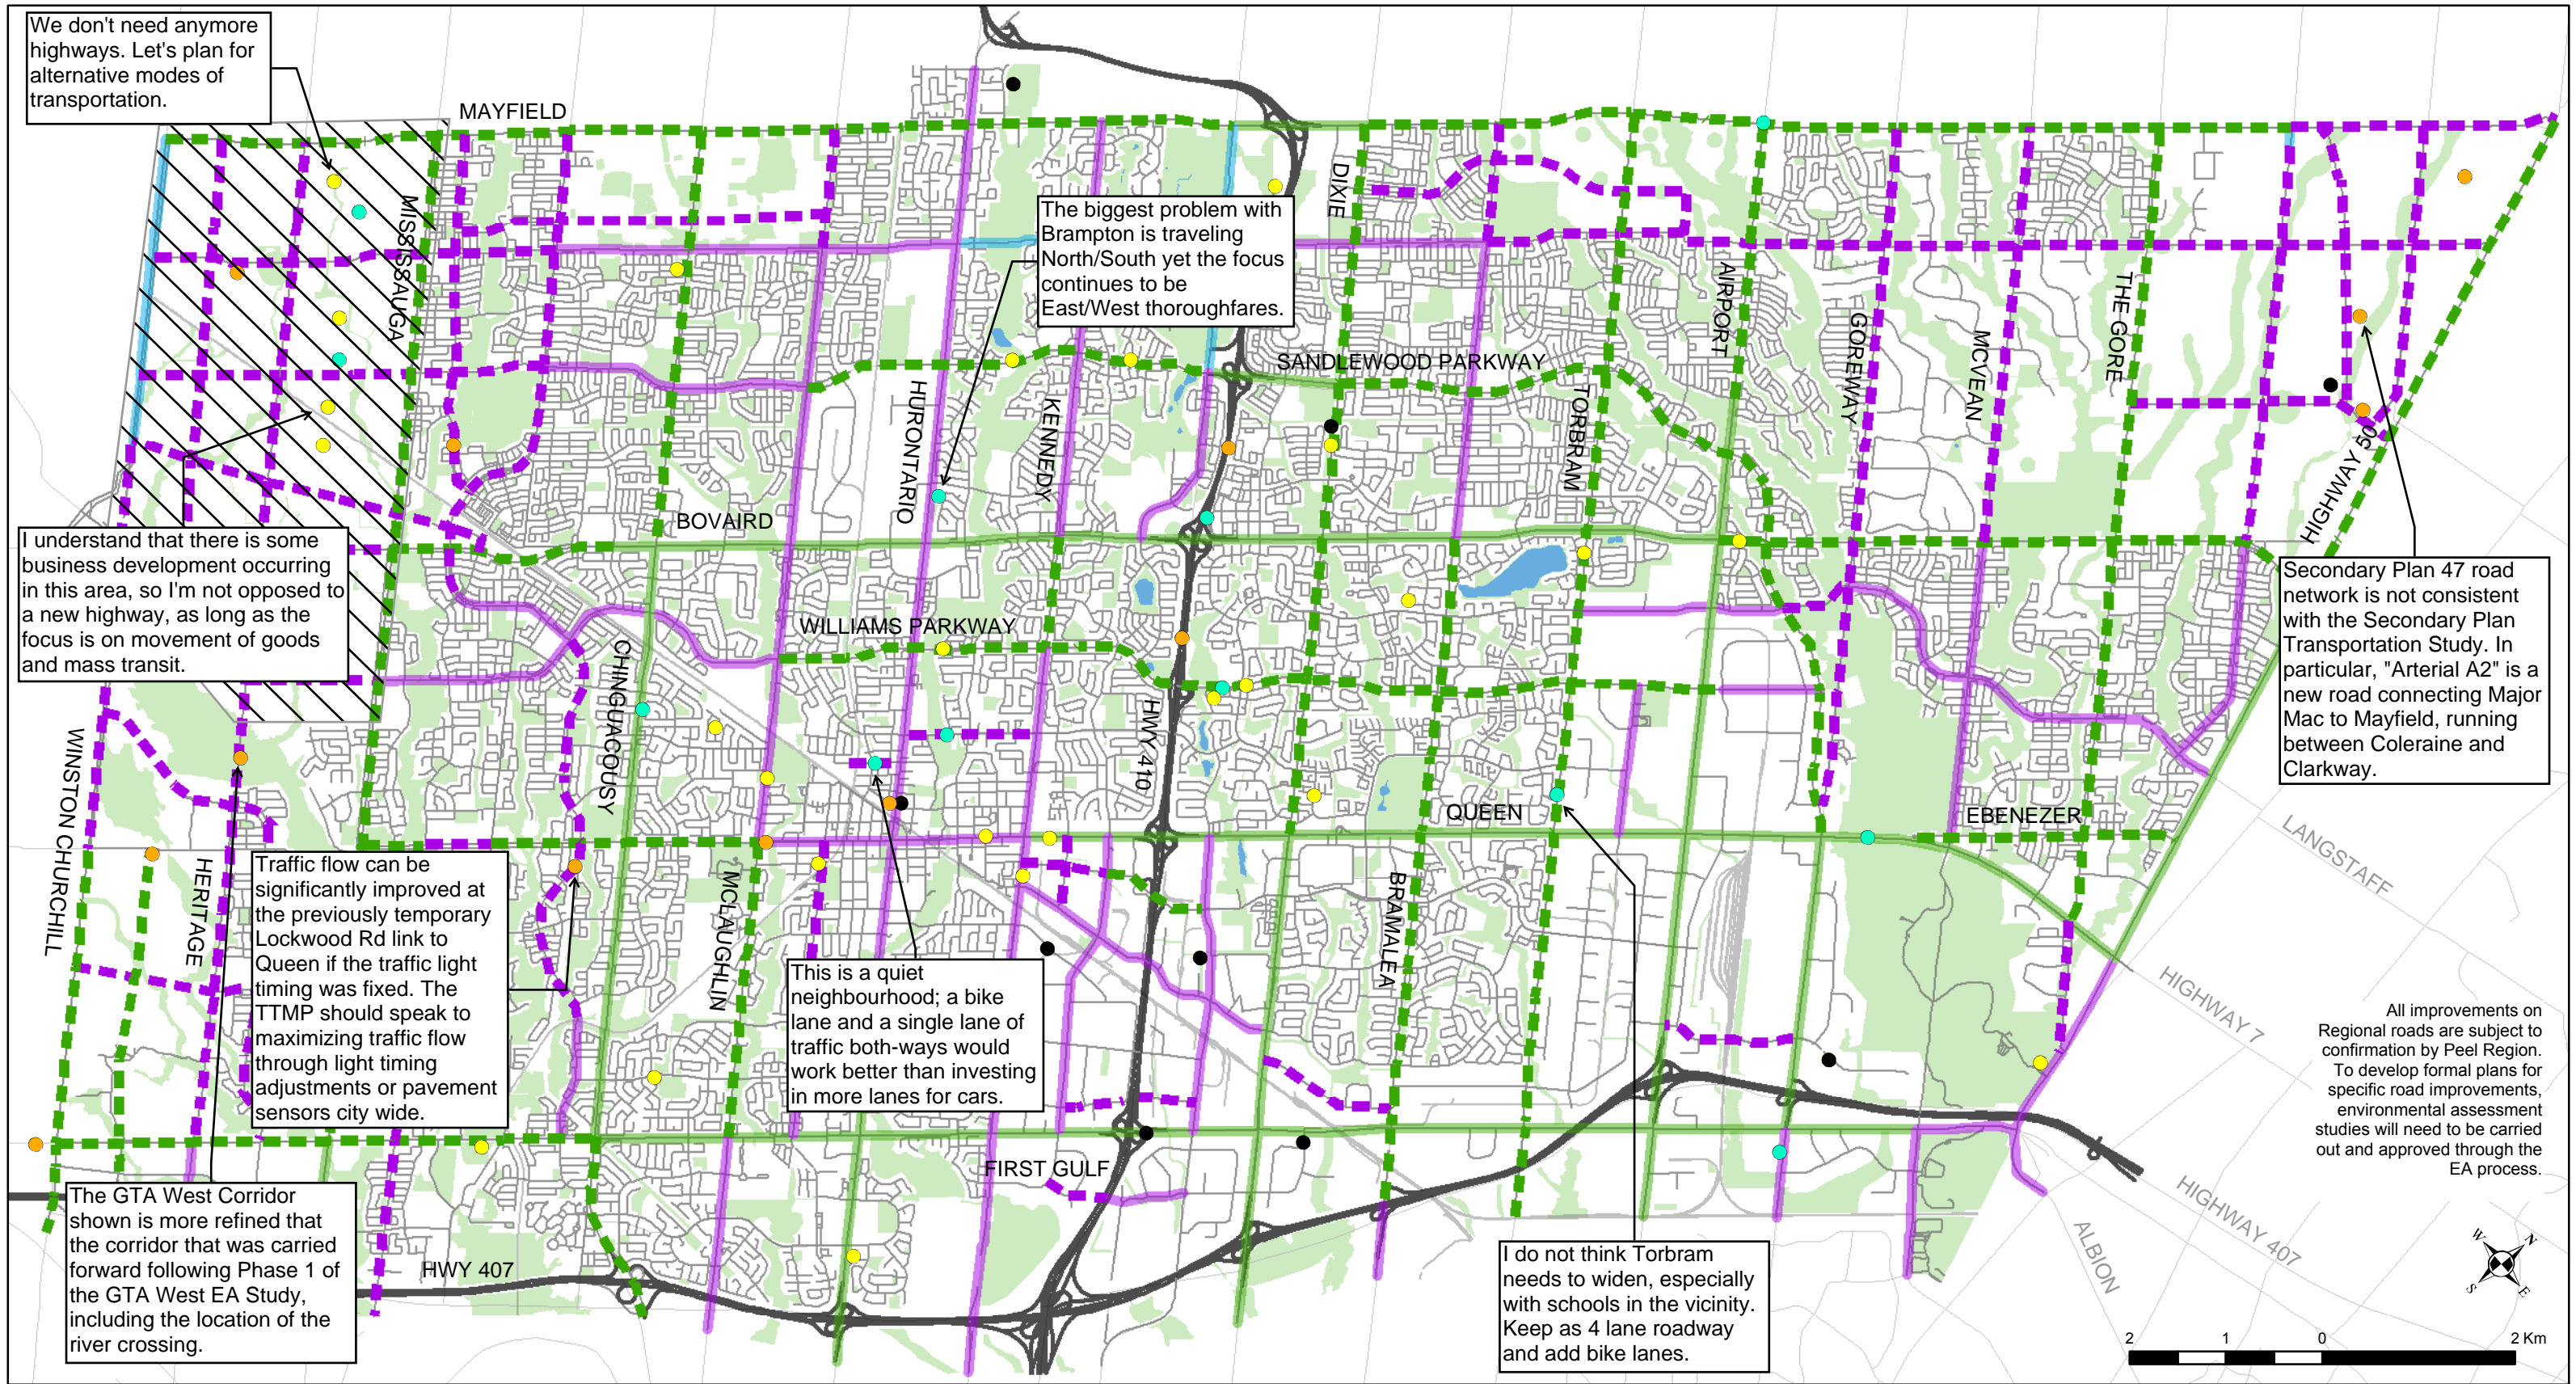 We don't need anymore
highways. Let's plan for
alternative modes of
transportation.
MAYFIELD
MISSISSAUGA
The biggest problem with
Brampton is traveling
North/South yet the focus
continues to be
East/West thoroughfares.
DIXIE
AIRPORT
GOREWAY
MCVEAN
THE GORE
SANDLEWOOD PARKWAY
HURONTARIO
KENNEDY
TORBRAM
HIGHWAY 50
BOVAIRD
I understand that there is some
business development occurring
in this area, so I'm not opposed to
a new highway, as long as the
focus is on movement of goods
and mass transit.
WILLIAMS PARKWAY
CHINGUACOUSY
HWY 410
Secondary Plan 47 road
network is not consistent
with the Secondary Plan
Transportation Study. In
particular, "Arterial A2" is a
new road connecting Major
Mac to Mayfield, running
between Coleraine and
Clarkway.
WINSTON CHURCHILL
HERITAGE
QUEEN
EBENEZER
LANGSTAFF
Traffic flow can be
significantly improved at
the previously temporary
Lockwood Rd link to
Queen if the traffic light
timing was fixed. The
TTMP should speak to
maximizing traffic flow
through light timing
adjustments or pavement
sensors city wide.
MCLAUGHLIN
BRAMALEA
This is a quiet
neighbourhood; a bike
lane and a single lane of
traffic both-ways would
work better than investing
in more lanes for cars.
HIGHWAY 7
All improvements on
Regional roads are subject to
confirmation by Peel Region.
To develop formal plans for
specific road improvements,
environmental assessment
studies will need to be carried
out and approved through the
EA process.
FIRST GULF
The GTA West Corridor
shown is more refined that
the corridor that was carried
forward following Phase 1 of
the GTA West EA Study,
including the location of the
river crossing.
HWY 407
I do not think Torbram
needs to widen, especially
with schools in the vicinity.
Keep as 4 lane roadway
and add bike lanes.
ALBION
HIGHWAY 407
W N
S E
2 1 0 2 Km